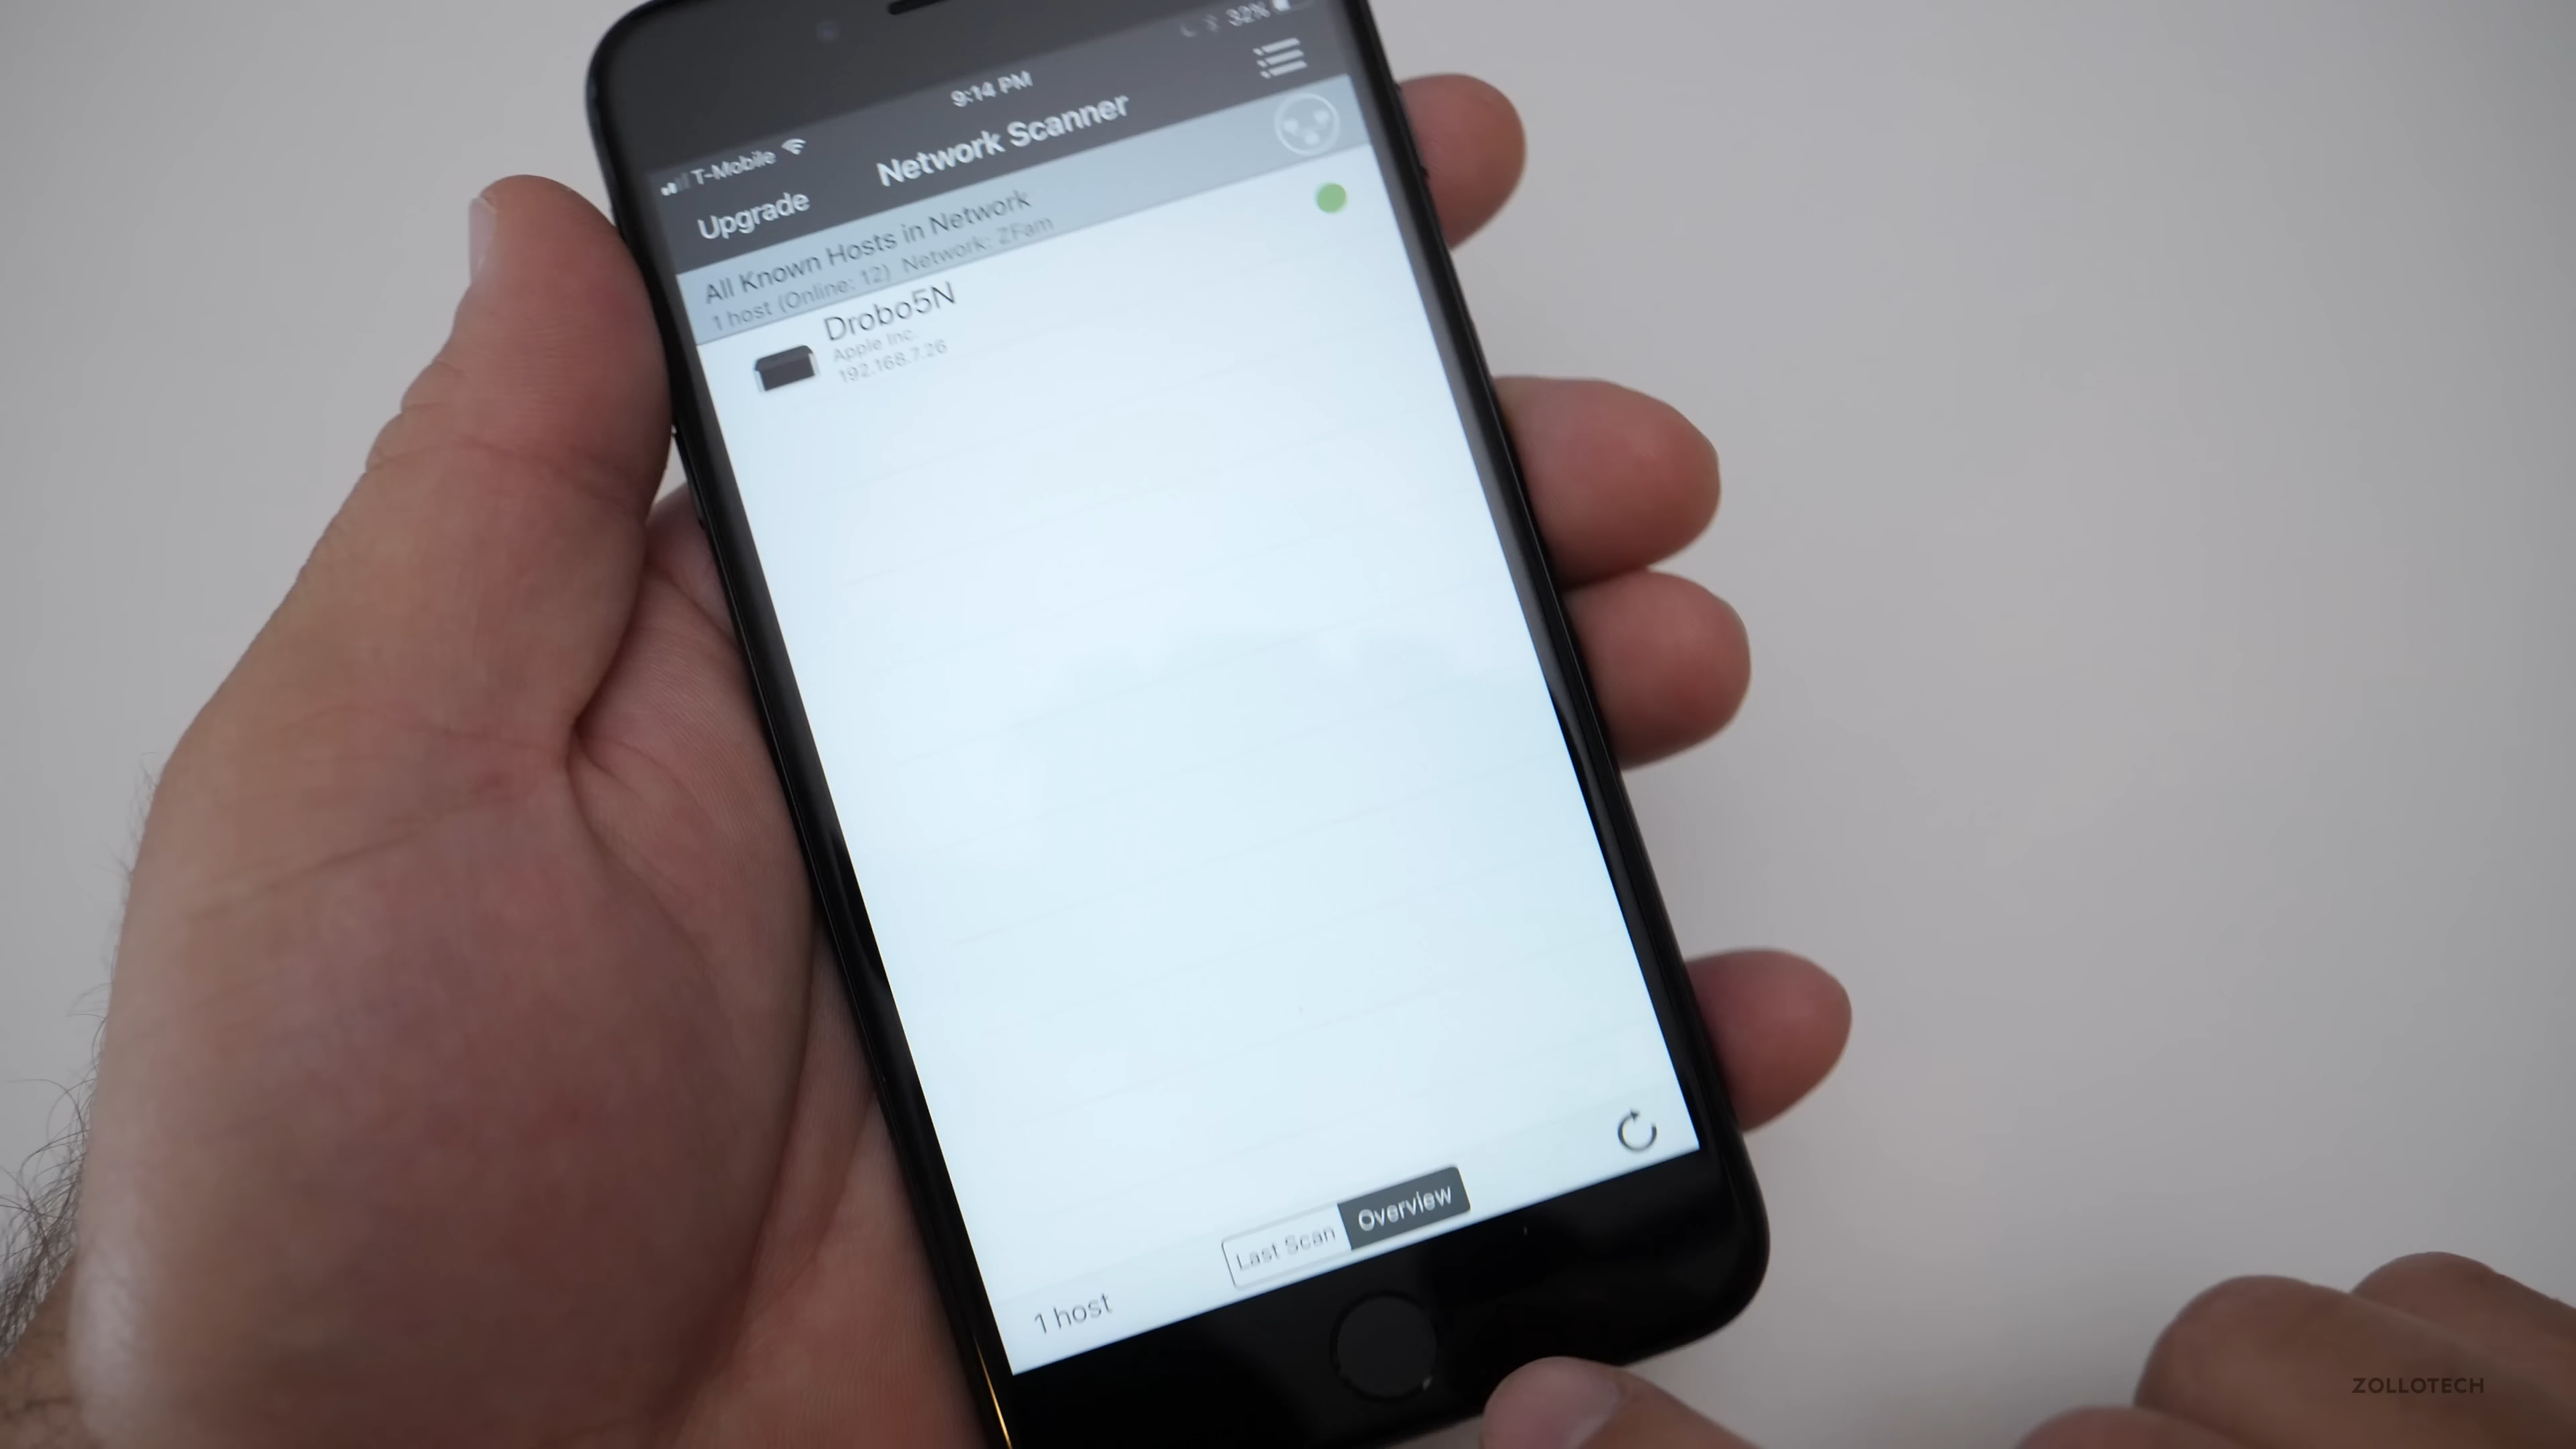 T-Mobile
9:14 PM
32%
Upgrade
Network Scanner
All Known Hosts in Network
1 host (Online: 12) Network: ZFam
Drobo5N
Apple Inc.
192.168.7.26
1 host
Last Scan
Overview
ZOLLOTECH